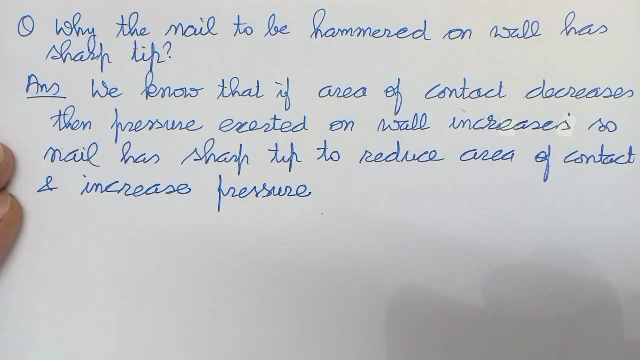 Q Why the nail to be hammered on wall has
sharp tip?
Ans We know that if area of contact decreases
then pressure exerted on wall increases so
nail has sharp tip to reduce area of contact
& increase pressure